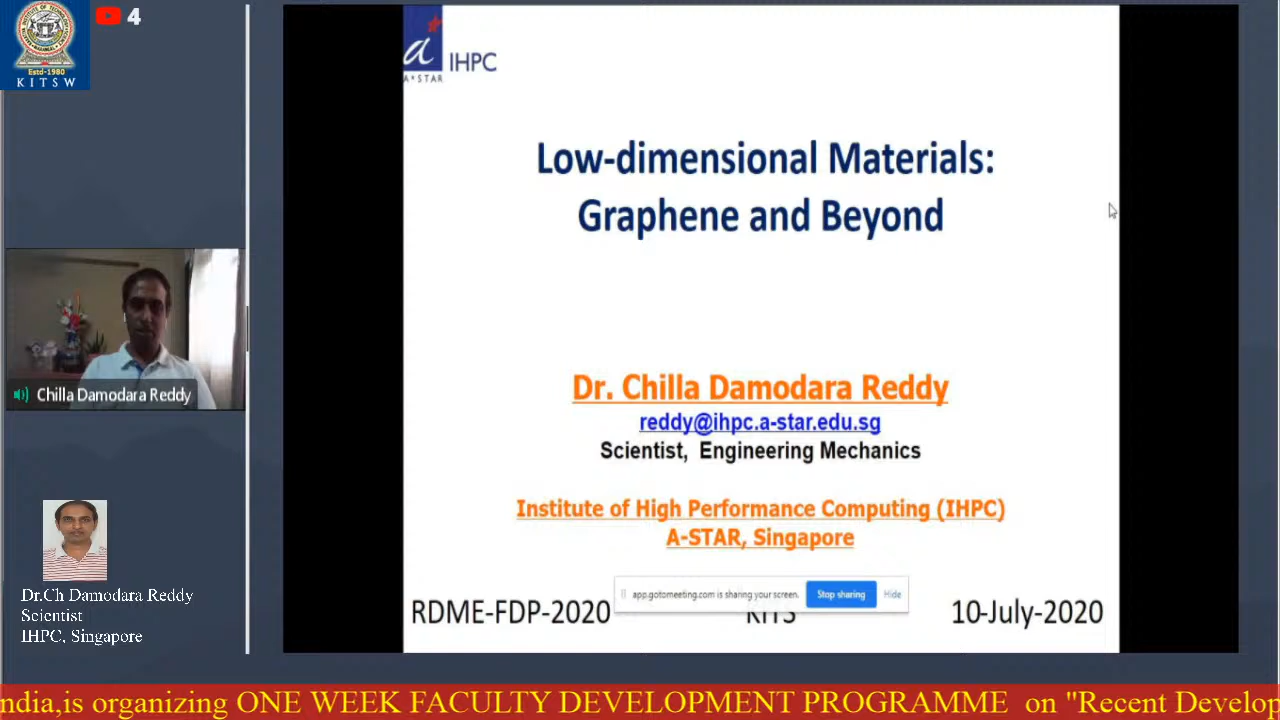 4
Estd-1980
KITSW
IHPC
A*STAR
Low-dimensional Materials:
Graphene and Beyond
Dr. Chilla Damodara Reddy
reddy@ihpc.a-star.edu.sg
Scientist, Engineering Mechanics
Institute of High Performance Computing (IHPC)
A-STAR, Singapore
app.gotomeeting.com is sharing your screen.
Stop sharing
Hide
RDME-FDP-2020
KITS
10-July-2020
Chilla Damodara Reddy
Dr.Ch Damodara Reddy
Scientist
IHPC, Singapore
ndia,is organizing ONE WEEK FACULTY DEVELOPMENT PROGRAMME on "Recent Develop